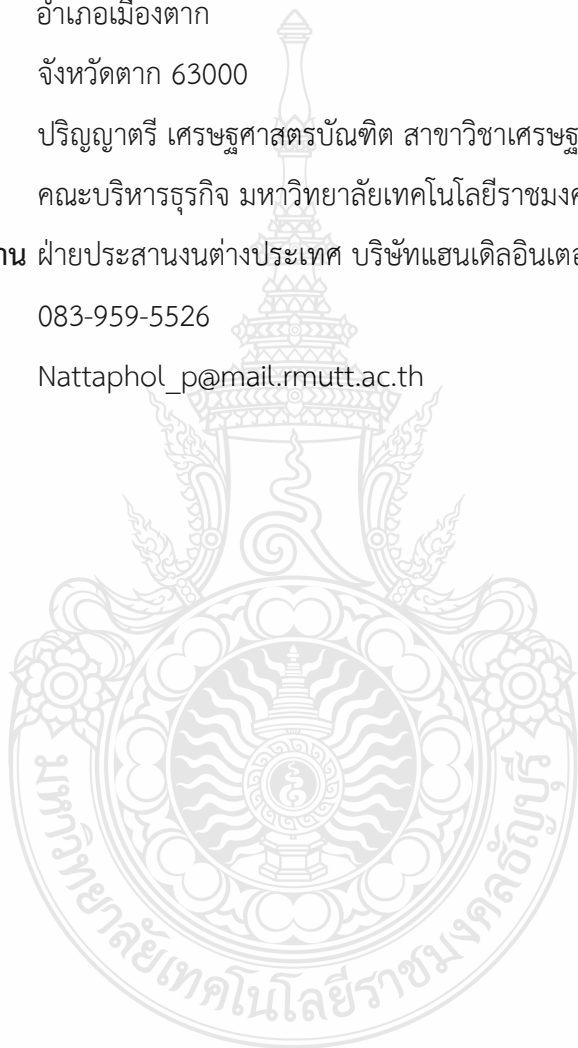 อำเภอเมืองตาก
จังหวัดตาก 63000
ปริญญาตรี เศรษฐศาสตรบัณฑิต สาขาวิชาเศรษฐ
คณะบริหารธุรกิจ มหาวิทยาลัยเทคโนโลยีราชมงค
าน ฝ่ายประสานงนต่างประเทศ บริษัทแฮนเดิลอินเตอ
083-959-5526
Nattaphol_p@mail.rmutt.ac.th
มหาวิทยาลัยเทคโนโลยีราชมงคลธัญบุรี